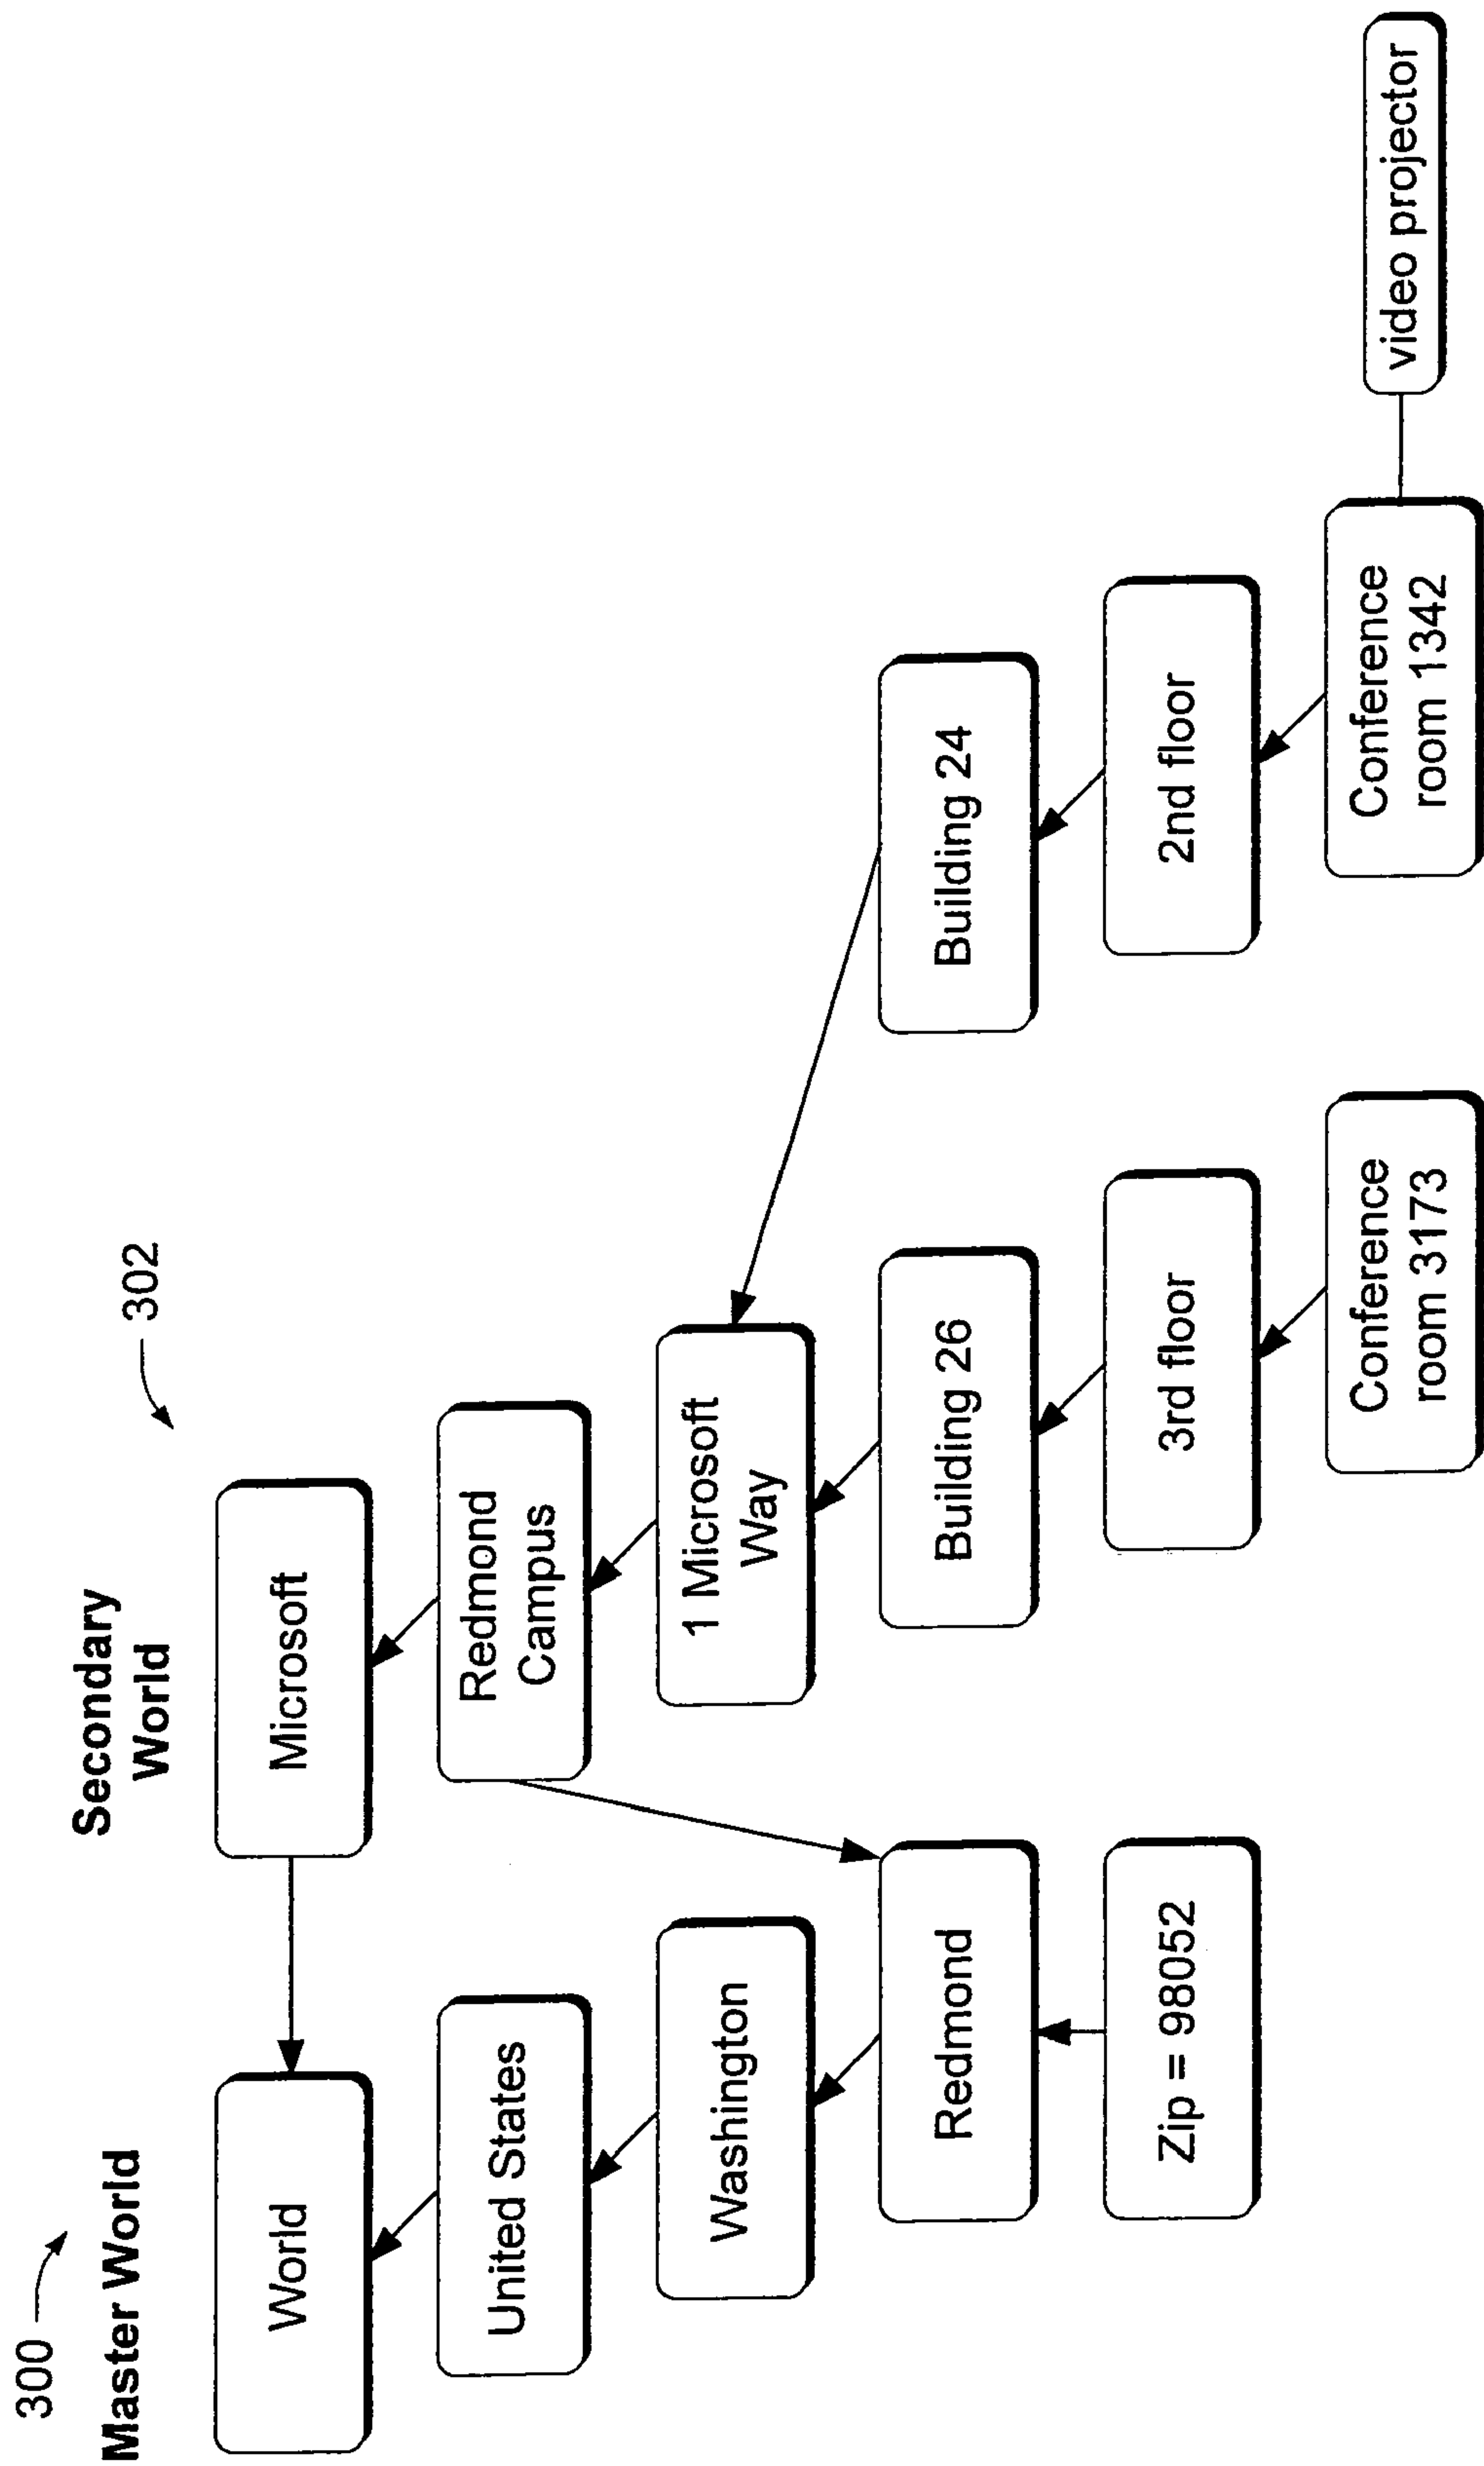 300
Master World
302
Secondary
World
World
Microsoft
United States
Redmond
Campus
Washington
1 Microsoft
Way
Redmond
Building 26
Building 24
Zip = 98052
3rd floor
2nd floor
Conference
room 3173
Conference
room 1342
video projector